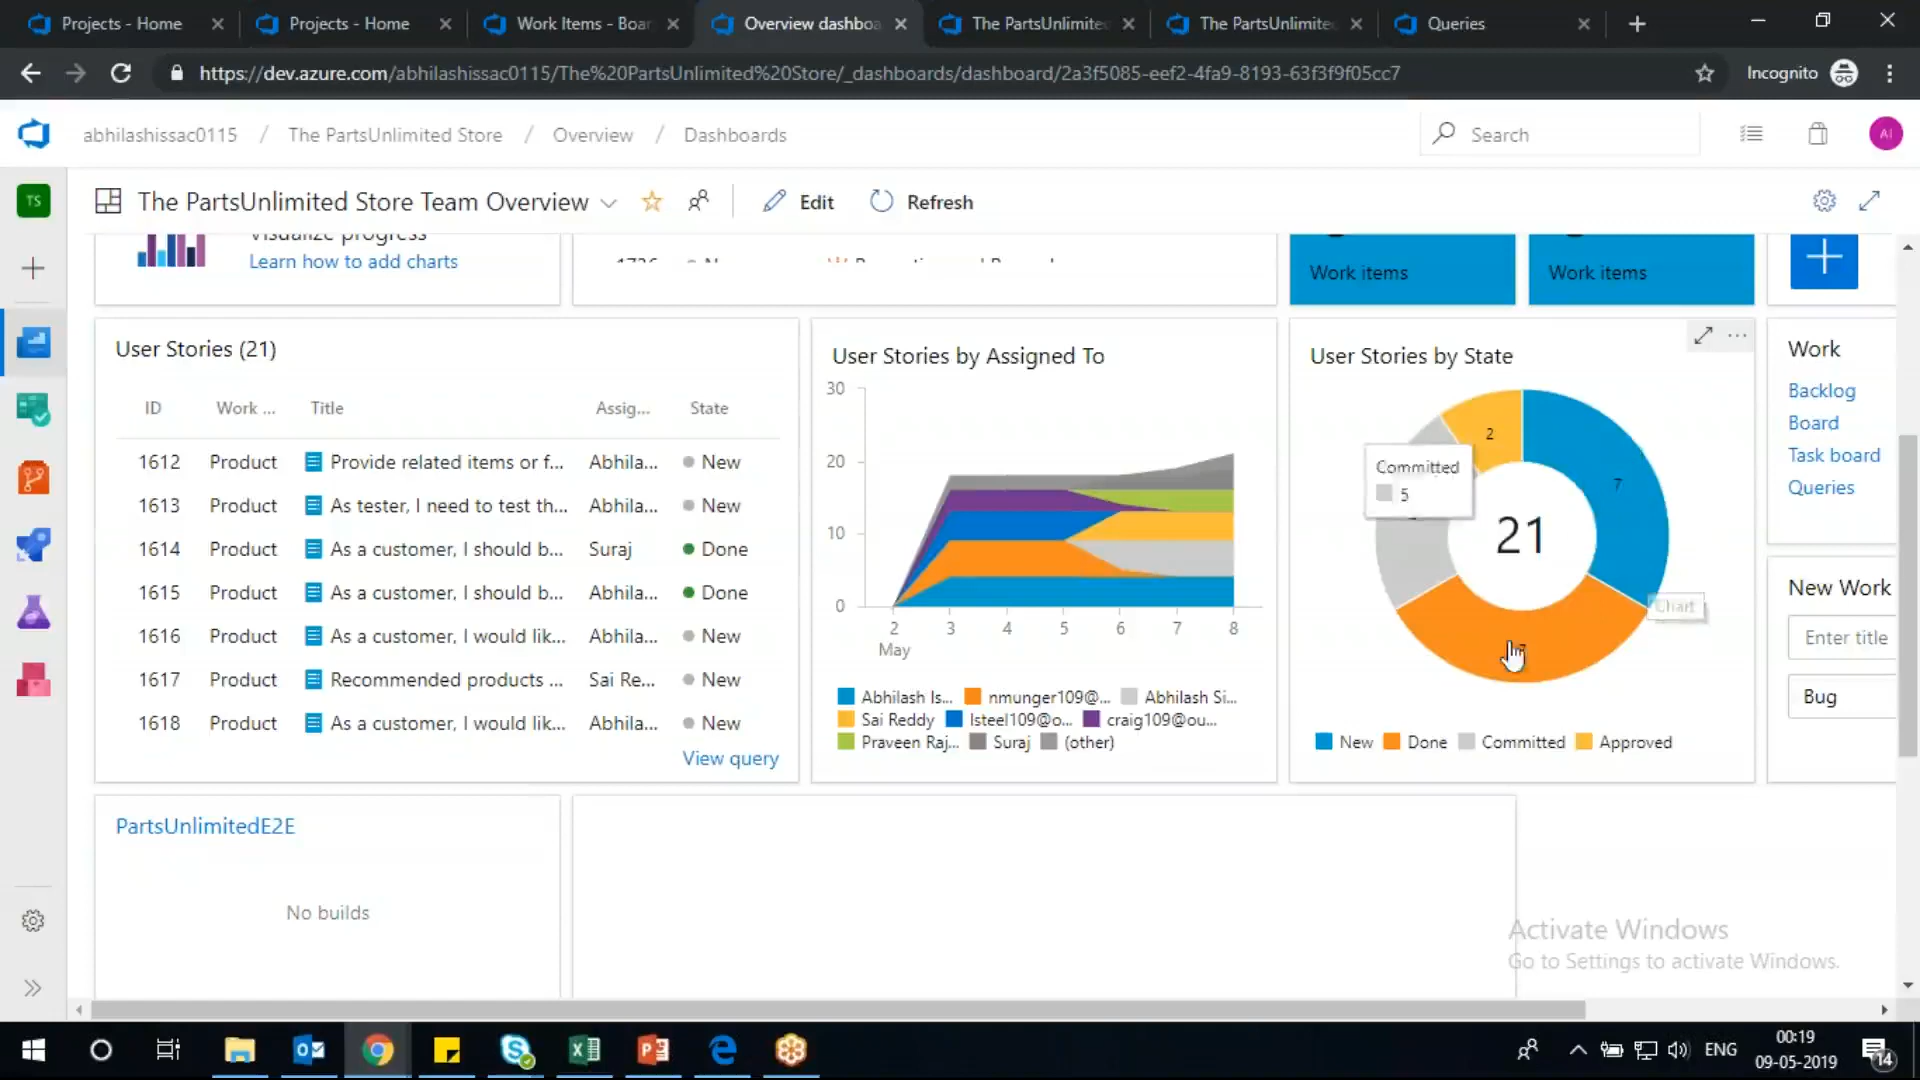 Projects - Home
Projects - Home
Work Items - Boar
Overview dashboa
The PartsUnlimite
The PartsUnlimite
Queries
https://dev.azure.com/abhilashissac0115/The%20PartsUnlimited%20Store/_dashboards/dashboard/2a3f5085-eef2-4fa9-8193-63f3f9f05cc7
Incognito
abhilashissac0115 / The PartsUnlimited Store / Overview / Dashboards
Search
AI
TS
The PartsUnlimited Store Team Overview
Edit
Refresh
visualize progress
Learn how to add charts
Work items
Work items
User Stories (21)
ID Work ... Title Assig... State
1612 Product Provide related items or f... Abhila... New
1613 Product As tester, I need to test th... Abhila... New
1614 Product As a customer, I should b... Suraj Done
1615 Product As a customer, I should b... Abhila... Done
1616 Product As a customer, I would lik... Abhila... New
1617 Product Recommended products ... Sai Re... New
1618 Product As a customer, I would lik... Abhila... New
View query
User Stories by Assigned To
30
20
10
0
2 3 4 5 6 7 8
May
Abhilash Is... nmunger109@... Abhilash Si...
Sai Reddy lsteel109@o... craig109@ou...
Praveen Raj... Suraj (other)
User Stories by State
2
7
Committed
5
21
Chart
New Done Committed Approved
Work
Backlog
Board
Task board
Queries
New Work
Enter title
Bug
PartsUnlimitedE2E
No builds
Activate Windows
Go to Settings to activate Windows.
ENG
00:19
09-05-2019
14